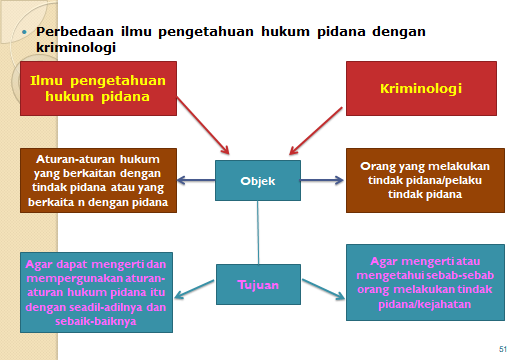 Perbedaan ilmu pengetahuan hukum pidana dengan
kriminologi
Ilmu pengetahuan
hukum pidana
Kriminologi
Aturan-aturan hukum
yang berkaitan dengan
tindak pidana atau yang
berkaita n dengan pidana
Objek
Orang yang melakukan
tindak pidana/pelaku
tindak pidana
Agar dapat mengerti dan
mempergunakan aturan-
aturan hukum pidana itu
dengan seadil-adilnya dan
sebaik-baiknya
Tujuan
Agar mengerti atau
mengetahui sebab-sebab
orang melakukan tindak
pidana/kejahatan
51